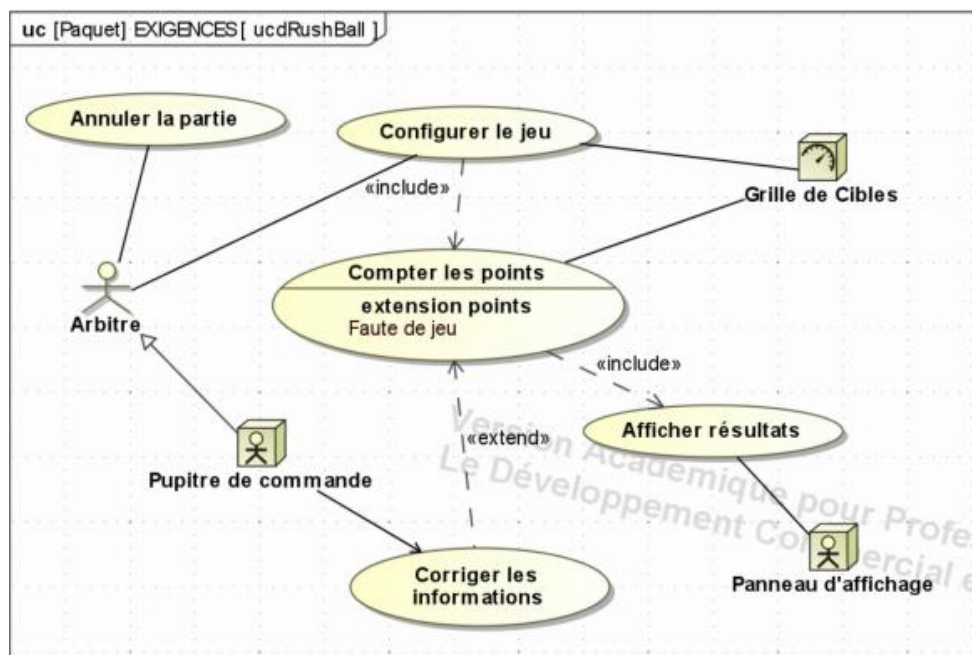 uc [Paquet] EXIGENCES[ ucdRushBall ]
Annuler la partie
Configurer le jeu
«include»
Grille de Cibles
Compter les points
extension points
Faute de jeu
Arbitre
«include»
Afficher résultats
«extend»
Pupitre de commande
Version Académique pour Profes
Le Développement Commercial e
Panneau d'affichage
Corriger les
informations